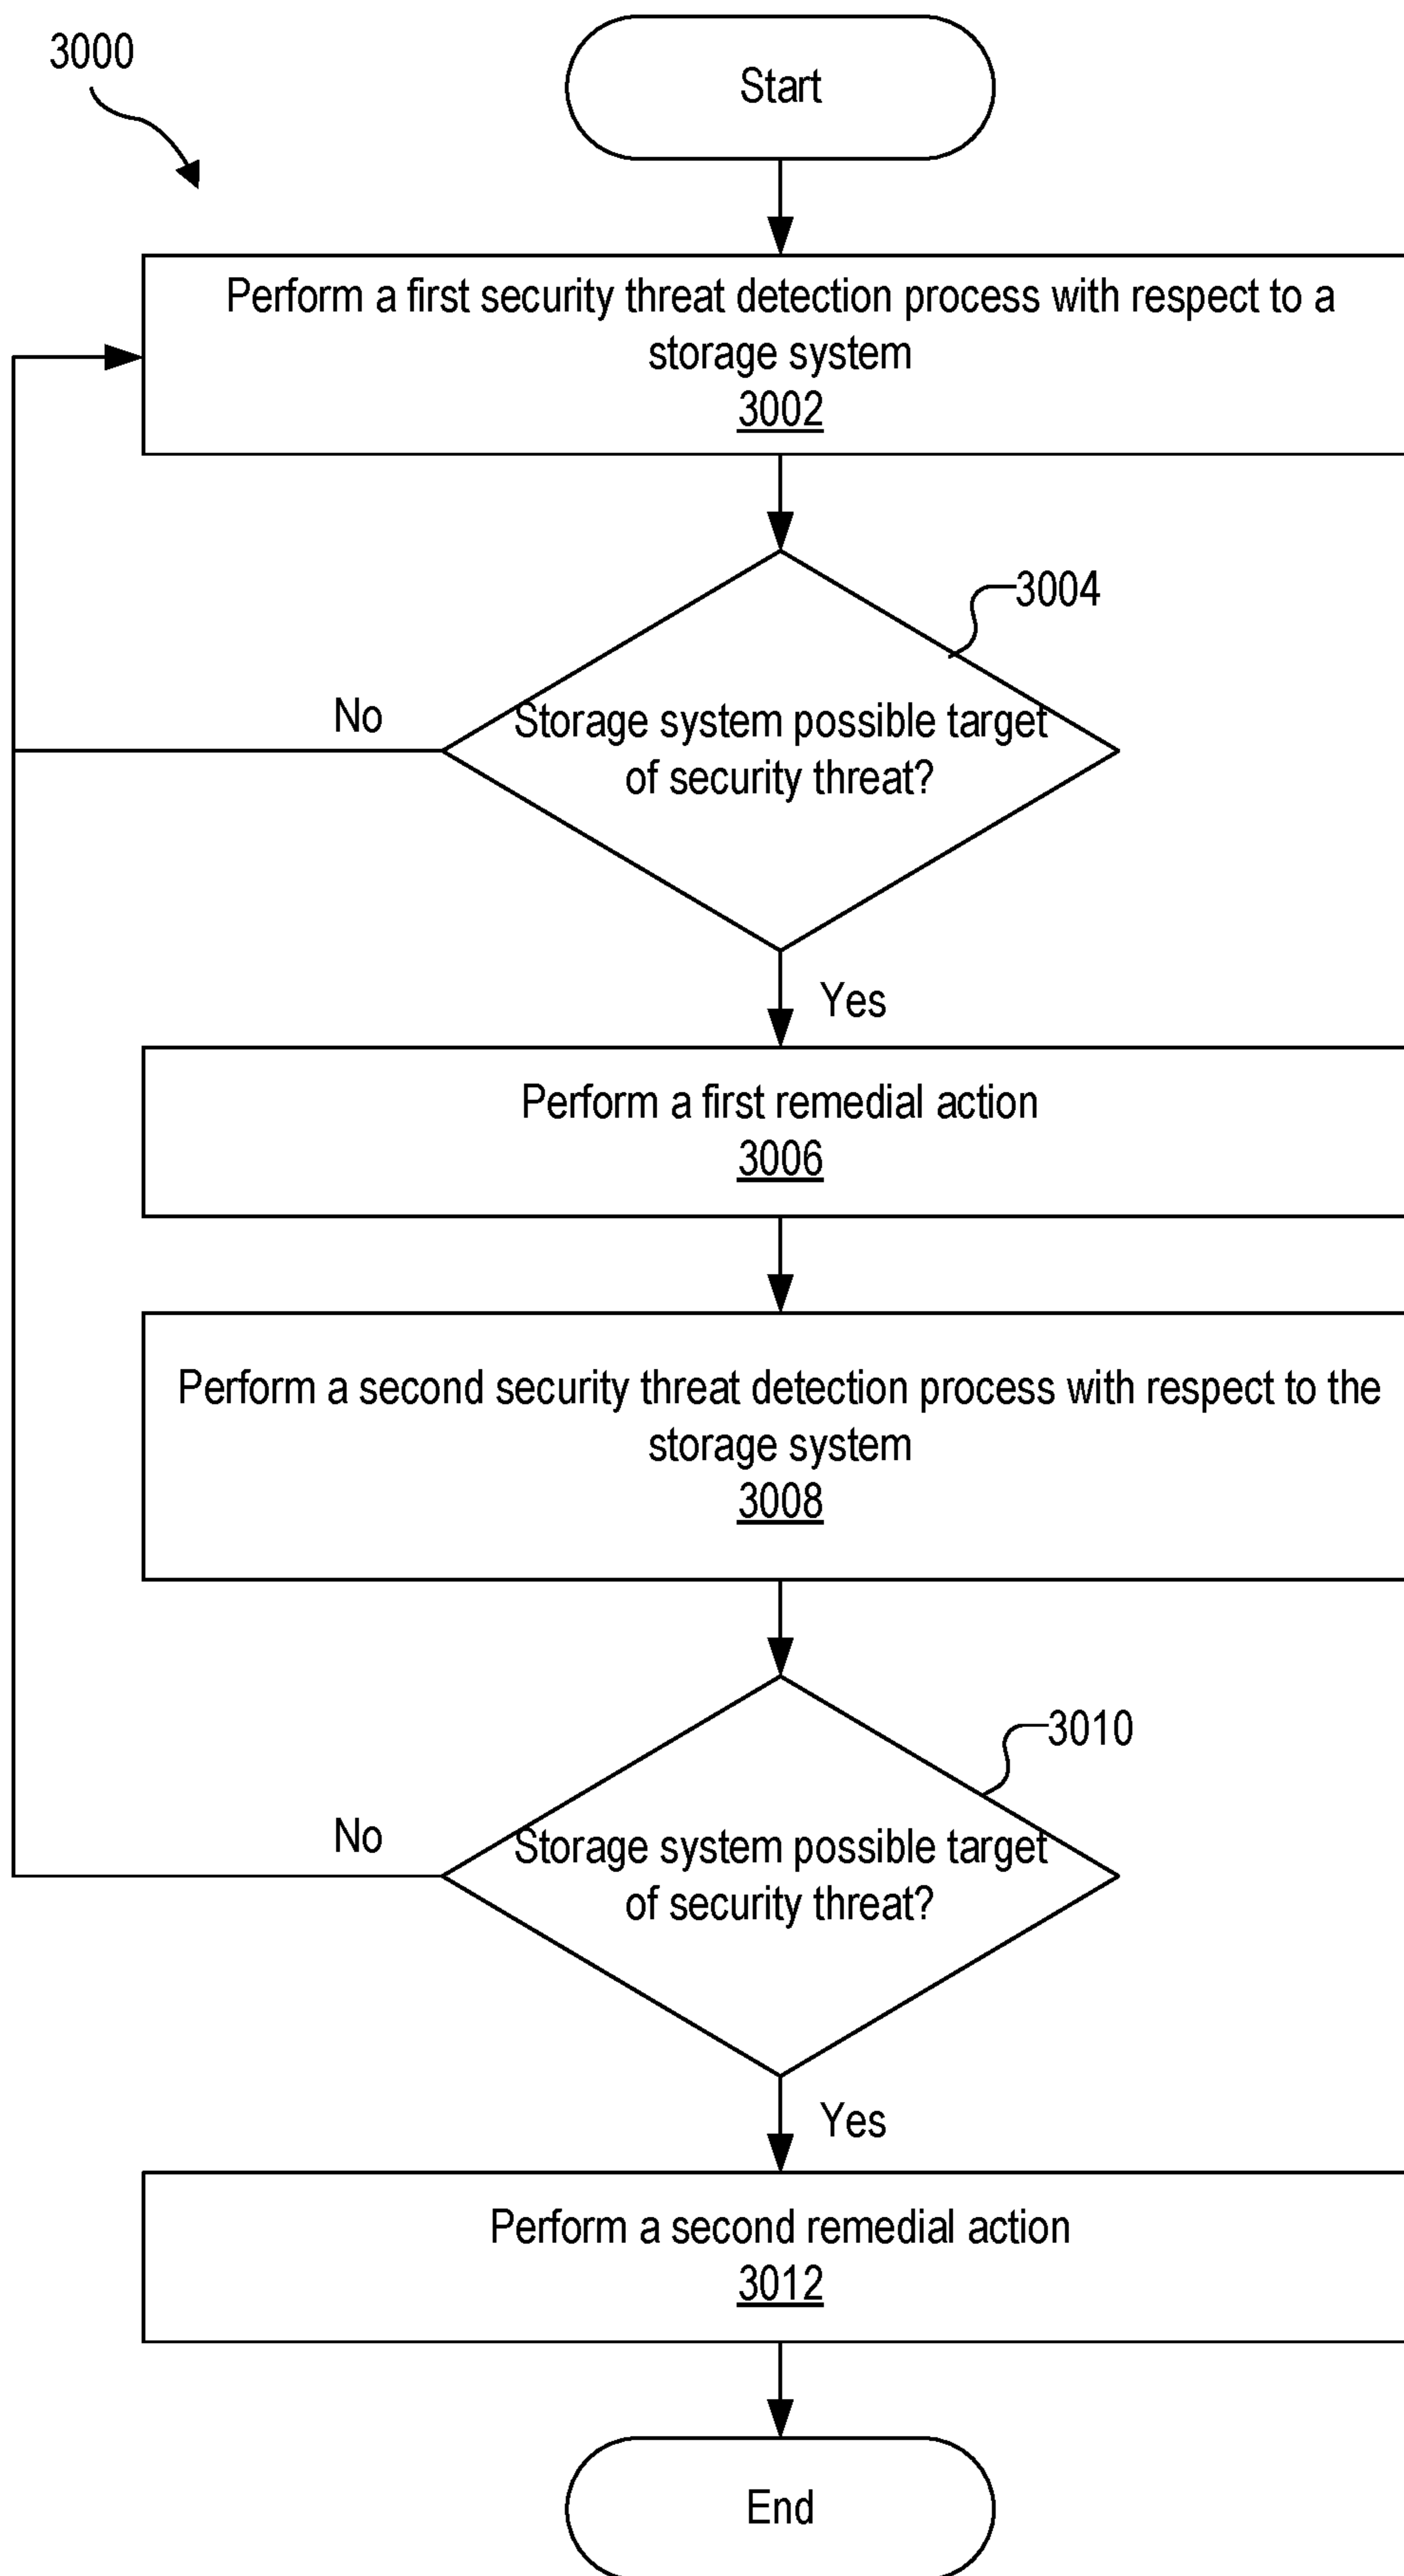 3000
Start
Perform a first security threat detection process with respect to a
storage system
3002
3004
Storage system possible target
of security threat?
No
Yes
Perform a first remedial action
3006
Perform a second security threat detection process with respect to the
storage system
3008
3010
Storage system possible target
of security threat?
No
Yes
Perform a second remedial action
3012
End